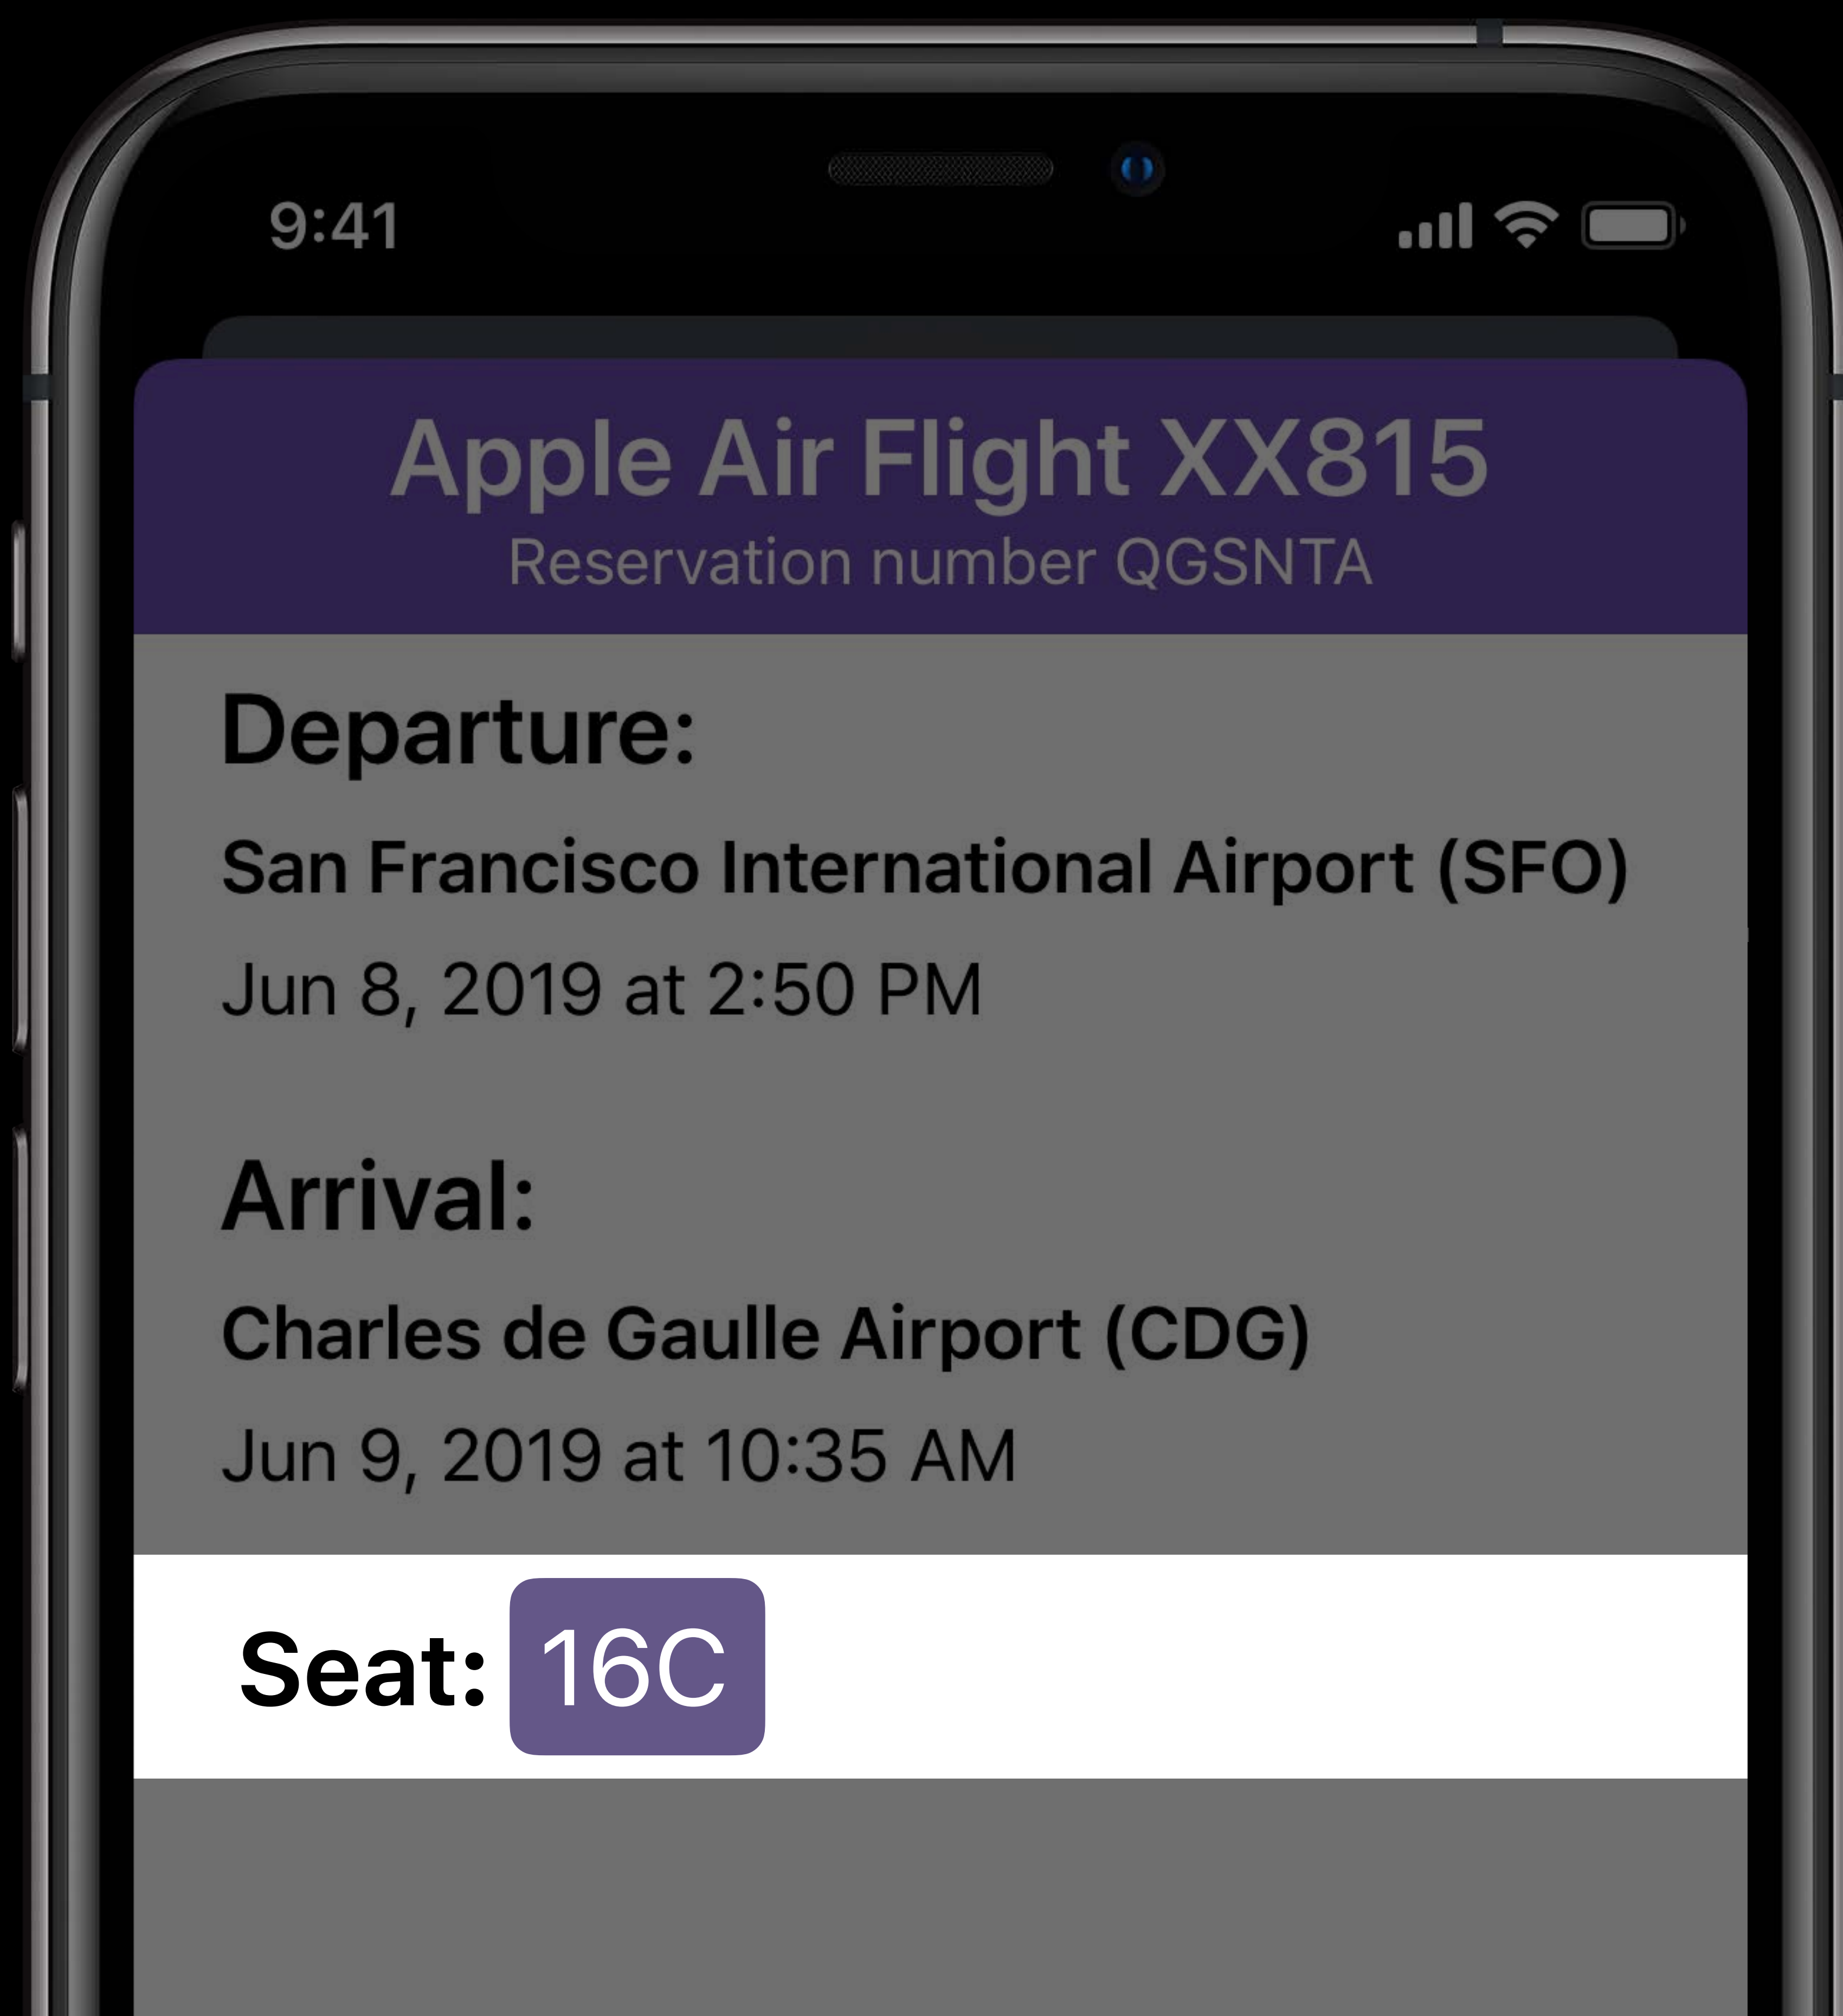 9:41
Apple Air Flight XX815
Reservation number QGSNTA
Departure:
San Francisco International Airport (SFO)
Jun 8, 2019 at 2:50 PM
Arrival:
Charles de Gaulle Airport (CDG)
Jun 9, 2019 at 10:35 AM
Seat: 16C